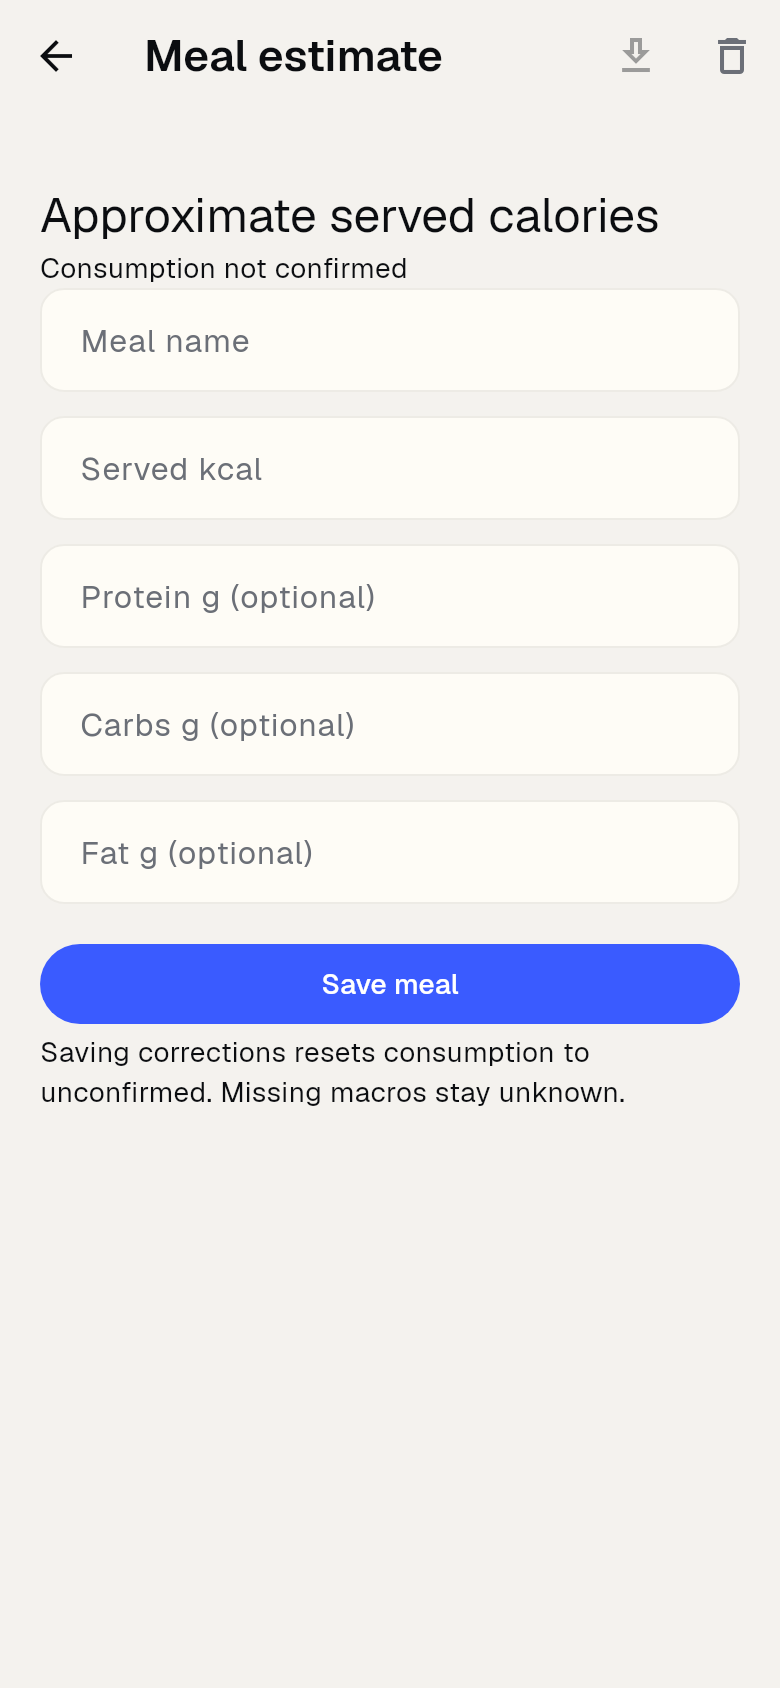 Meal estimate
Approximate served calories
Consumption not confirmed
Meal name
Served kcal
Protein g (optional)
Carbs g (optional)
Fat g (optional)
Save meal
Saving corrections resets consumption to
unconfirmed. Missing macros stay unknown.